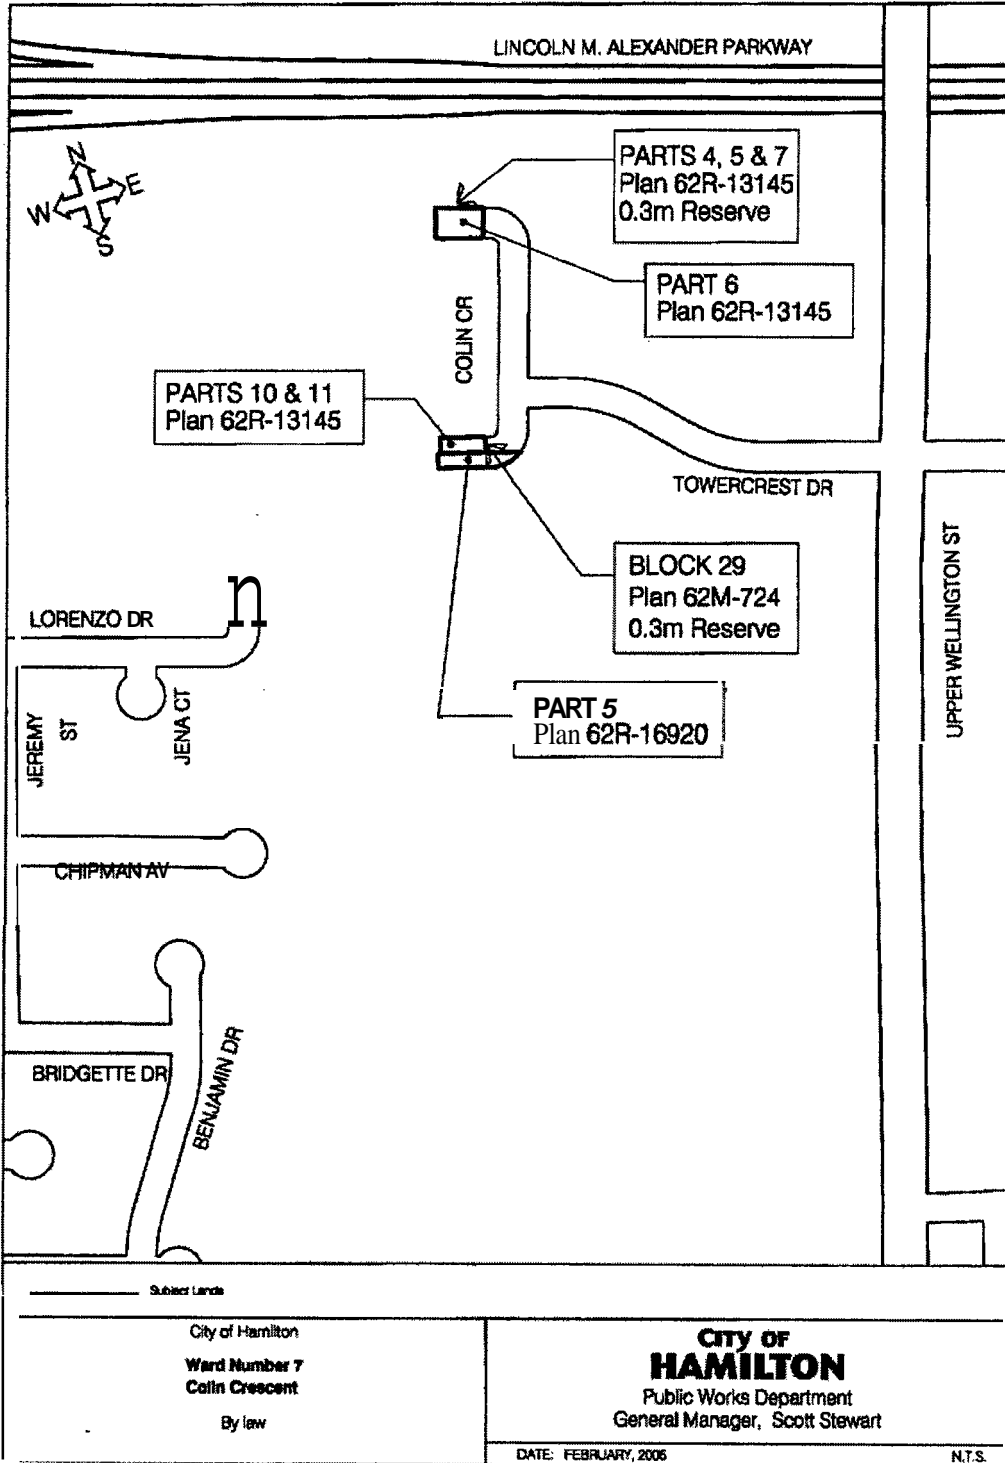 LINCOLN M. ALEXANDER PARKWAY
N
E
W
S
PARTS 4, 5 & 7
Plan 62R-13145
0.3m Reserve
PART 6
Plan 62R-13145
COLIN CR
PARTS 10 & 11
Plan 62R-13145
TOWERCREST DR
BLOCK 29
Plan 62M-724
0.3m Reserve
UPPER WELLINGTON ST
n
LORENZO DR
PART 5
Plan 62R-16920
JEREMY
ST
JENA CT
CHIPMAN AV
BRIDGETTE DR
BENJAMIN DR
Subject Lands
City of Hamilton
Ward Number 7
Colin Crescent
By law
CITY OF
HAMILTON
Public Works Department
General Manager, Scott Stewart
DATE: FEBRUARY, 2006
N.T.S.